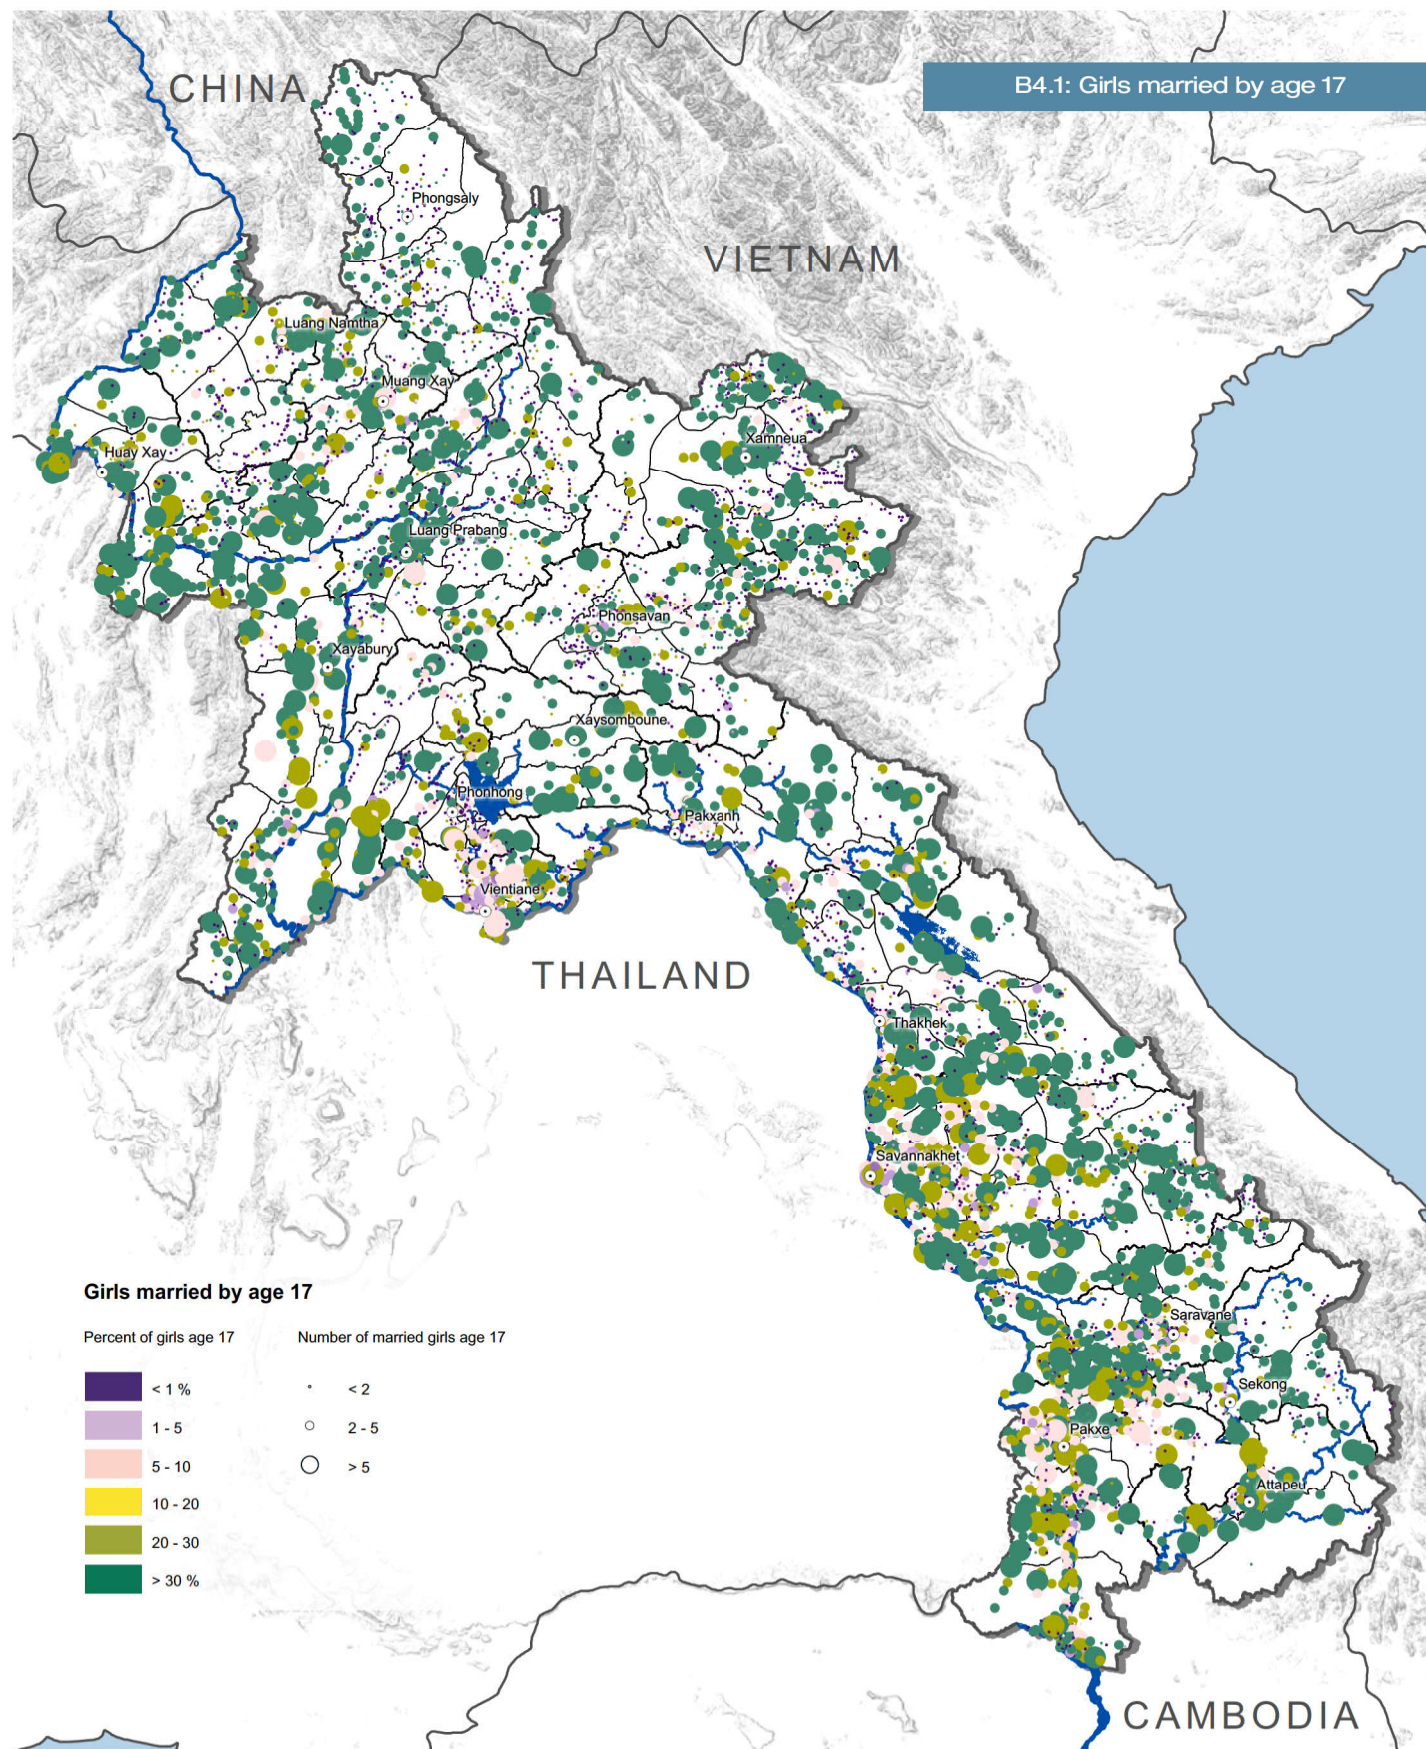 B4.1: Girls married by age 17
CHINA
Phongsaly
VIETNAM
Luang Namtha
Muang Xay
Huay Xay
Xamneua
Luang Prabang
Phonsavan
Xayabury
Xaysomboune
Phonhong
Pakxanh
Vientiane
THAILAND
Thakhek
Savannakhet
Saravane
Sekong
Pakxe
Attapeu
CAMBODIA
Girls married by age 17
Percent of girls age 17 Number of married girls age 17
< 1 % < 2
1 - 5 2 - 5
5 - 10 > 5
10 - 20
20 - 30
> 30 %